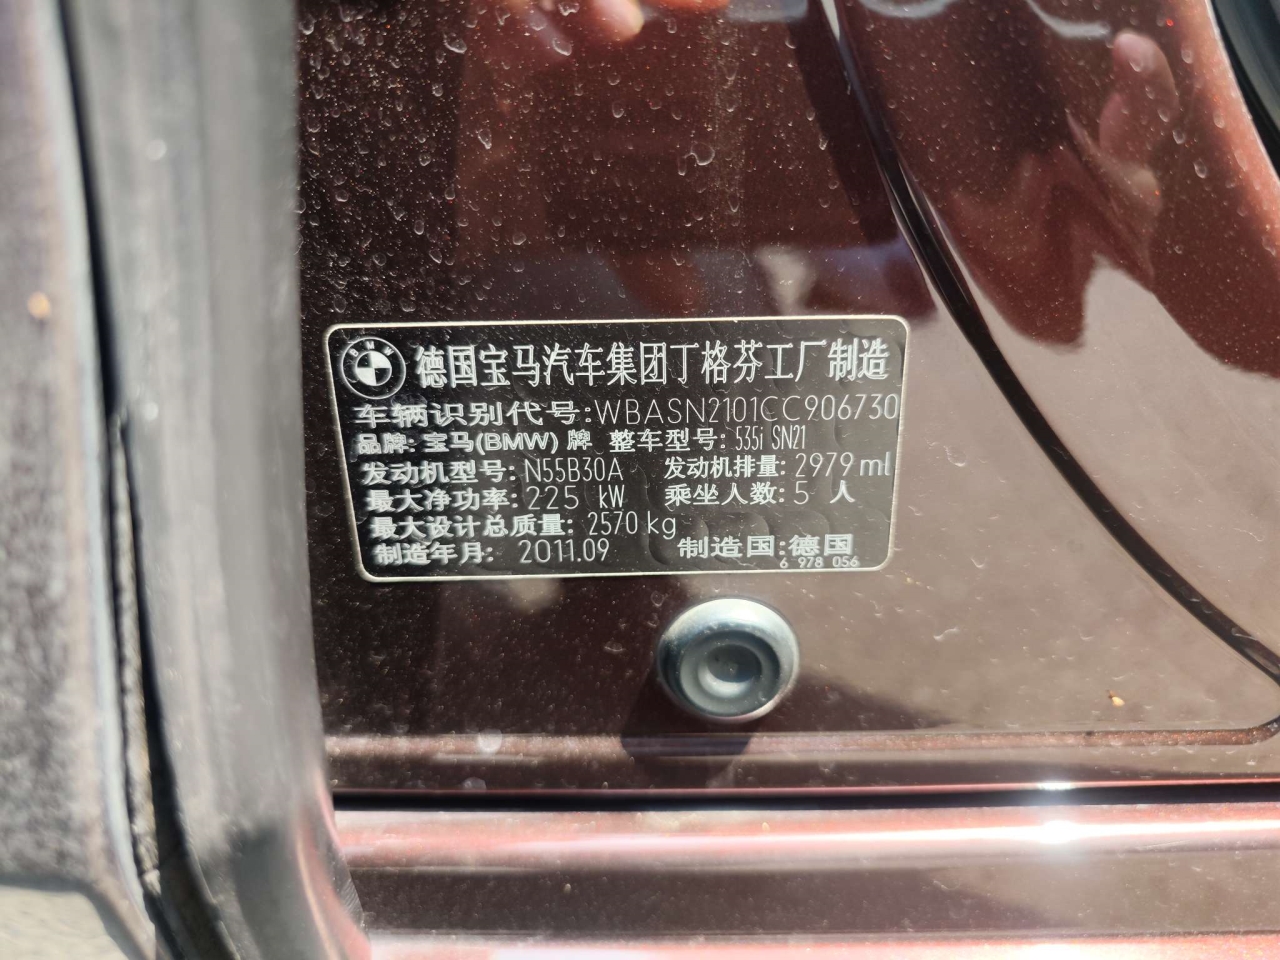 BMW 德国宝马汽车集团丁格芬工厂制造
车辆识别代号:WBASN2101CC906730
品牌: 宝马(BMW) 牌 整车型号: 535i SN21
发动机型号: N55B30A 发动机排量: 2979 ml
最大净功率: 225 kW 乘坐人数: 5 人
最大设计总质量: 2570 kg
制造年月: 2011.09 制造国:德国
6 978 056